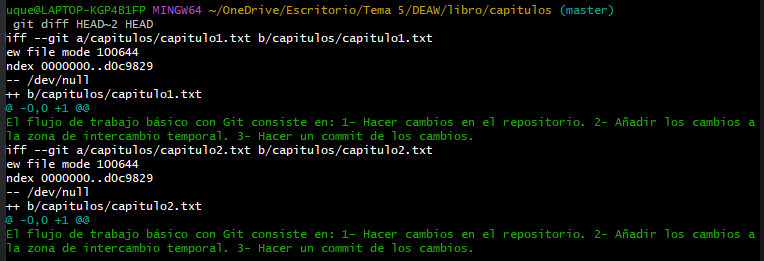 uque@LAPTOP-KGP4B1FP MINGW64 ~/OneDrive/Escritorio/Tema 5/DEAW/libro/capitulos (master)
git diff HEAD~2 HEAD
iff --git a/capitulos/capitulo1.txt b/capitulos/capitulo1.txt
ew file mode 100644
ndex 0000000..d0c9829
-- /dev/null
++ b/capitulos/capitulo1.txt
@ -0,0 +1 @@
El flujo de trabajo básico con Git consiste en: 1- Hacer cambios en el repositorio. 2- Añadir los cambios a
la zona de intercambio temporal. 3- Hacer un commit de los cambios.
iff --git a/capitulos/capitulo2.txt b/capitulos/capitulo2.txt
ew file mode 100644
ndex 0000000..d0c9829
-- /dev/null
++ b/capitulos/capitulo2.txt
@ -0,0 +1 @@
El flujo de trabajo básico con Git consiste en: 1- Hacer cambios en el repositorio. 2- Añadir los cambios a
la zona de intercambio temporal. 3- Hacer un commit de los cambios.